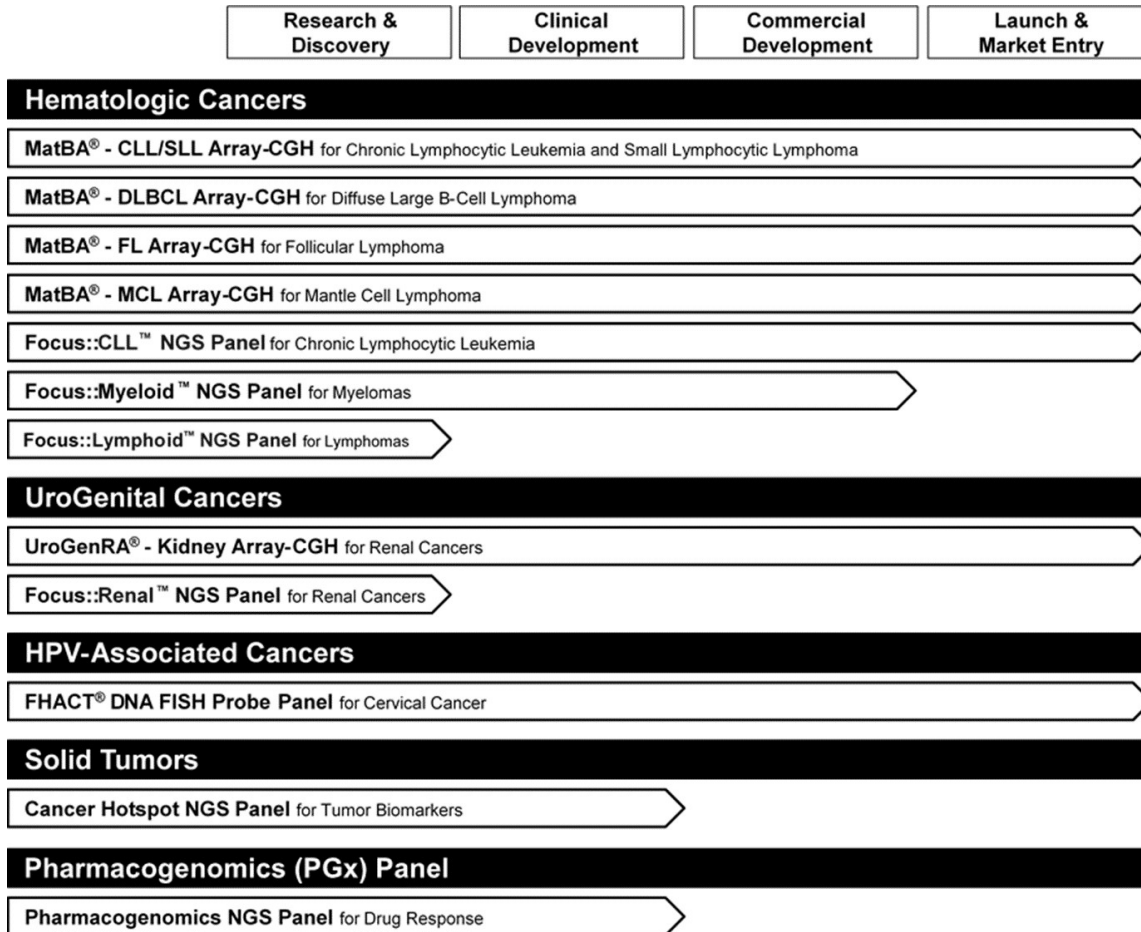 Research & Discovery
Clinical Development
Commercial Development
Launch & Market Entry
Hematologic Cancers
MatBA® - CLL/SLL Array-CGH for Chronic Lymphocytic Leukemia and Small Lymphocytic Lymphoma
MatBA® - DLBCL Array-CGH for Diffuse Large B-Cell Lymphoma
MatBA® - FL Array-CGH for Follicular Lymphoma
MatBA® - MCL Array-CGH for Mantle Cell Lymphoma
Focus::CLL™ NGS Panel for Chronic Lymphocytic Leukemia
Focus::Myeloid™ NGS Panel for Myelomas
Focus::Lymphoid™ NGS Panel for Lymphomas
UroGenital Cancers
UroGenRA® - Kidney Array-CGH for Renal Cancers
Focus::Renal™ NGS Panel for Renal Cancers
HPV-Associated Cancers
FHACT® DNA FISH Probe Panel for Cervical Cancer
Solid Tumors
Cancer Hotspot NGS Panel for Tumor Biomarkers
Pharmacogenomics (PGx) Panel
Pharmacogenomics NGS Panel for Drug Response